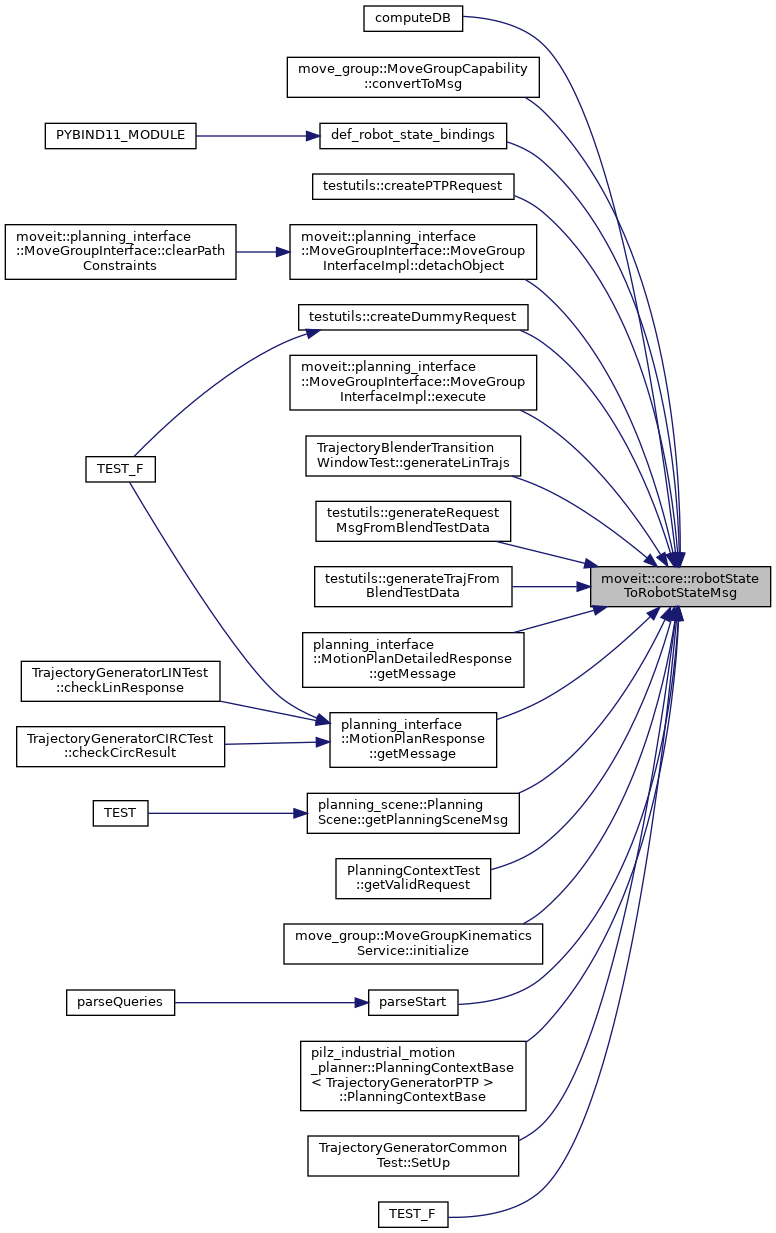 computeDB
move_group::MoveGroupCapability
::convertToMsg
PYBIND11_MODULE
def_robot_state_bindings
testutils::createPTPRequest
moveit::planning_interface
::MoveGroupInterface::clearPath
Constraints
moveit::planning_interface
::MoveGroupInterface::MoveGroup
InterfaceImpl::detachObject
testutils::createDummyRequest
moveit::planning_interface
::MoveGroupInterface::MoveGroup
InterfaceImpl::execute
TrajectoryBlenderTransition
WindowTest::generateLinTrajs
TEST_F
testutils::generateRequest
MsgFromBlendTestData
testutils::generateTrajFrom
BlendTestData
moveit::core::robotState
ToRobotStateMsg
planning_interface
::MotionPlanDetailedResponse
::getMessage
TrajectoryGeneratorLINTest
::checkLinResponse
TrajectoryGeneratorCIRCTest
::checkCircResult
planning_interface
::MotionPlanResponse
::getMessage
TEST
planning_scene::Planning
Scene::getPlanningSceneMsg
PlanningContextTest
::getValidRequest
move_group::MoveGroupKinematics
Service::initialize
parseQueries
parseStart
pilz_industrial_motion
_planner::PlanningContextBase
< TrajectoryGeneratorPTP >
::PlanningContextBase
TrajectoryGeneratorCommon
Test::SetUp
TEST_F